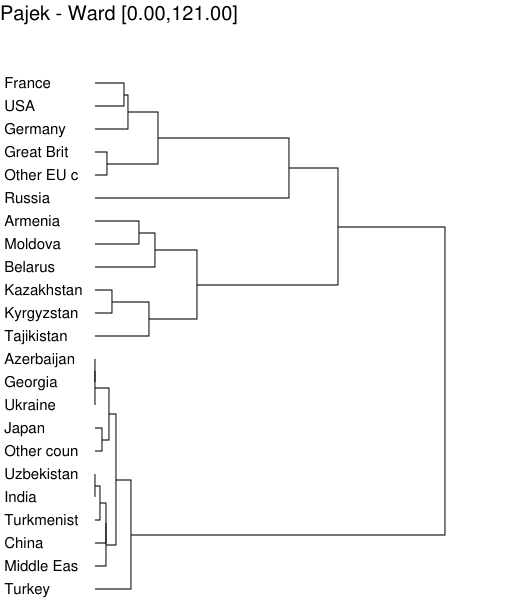 Pajek - Ward [0.00,121.00]
France
USA
Germany
Great Brit
Other EU c
Russia
Armenia
Moldova
Belarus
Kazakhstan
Kyrgyzstan
Tajikistan
Azerbaijan
Georgia
Ukraine
Japan
Other coun
Uzbekistan
India
Turkmenist
China
Middle Eas
Turkey